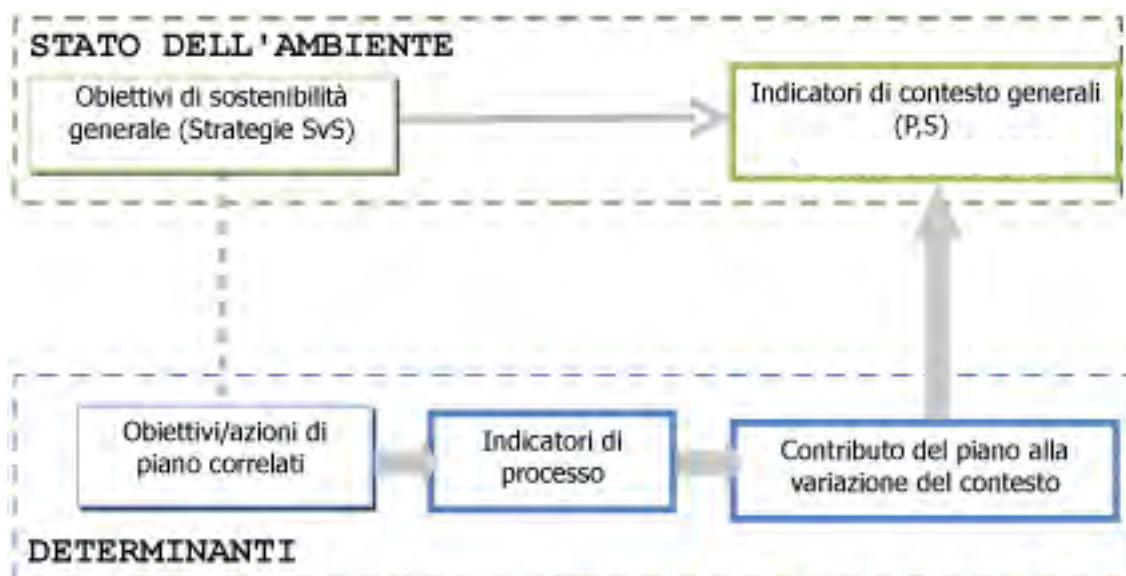 STATO DELL'AMBIENTE
Obiettivi di sostenibilità
generale (Strategie SvS)
Indicatori di contesto generali
(P,S)
Obiettivi/azioni di
piano correlati
Indicatori di
processo
Contributo del piano alla
variazione del contesto
DETERMINANTI